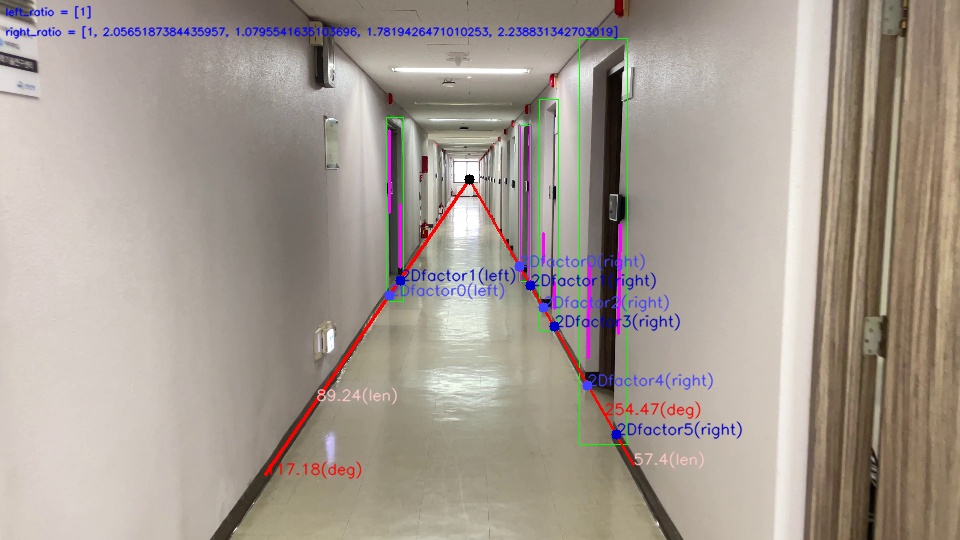 left_ratio = [1]
right_ratio = [1, 2.0565187384435957, 1.0795541635103696, 1.7819426471010253, 2.238831342703019]
2Dfactor0(right)
2Dfactor1(left)
2Dfactor1(right)
2Dfactor0(left)
2Dfactor2(right)
2Dfactor3(right)
2Dfactor4(right)
89.24(len)
254.47(deg)
2Dfactor5(right)
57.4(len)
117.18(deg)